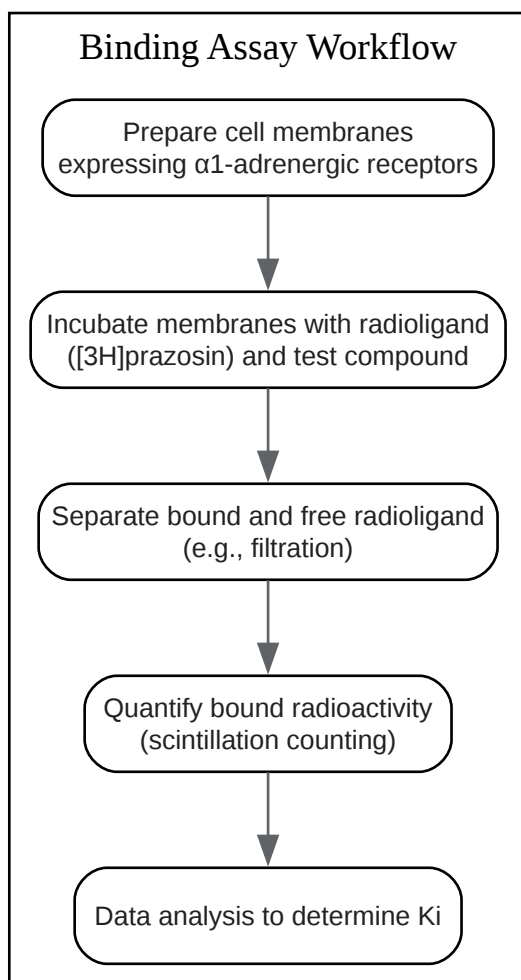 Binding Assay Workflow
Prepare cell membranes
expressing α1-adrenergic receptors
Incubate membranes with radioligand
([3H]prazosin) and test compound
Separate bound and free radioligand
(e.g., filtration)
Quantify bound radioactivity
(scintillation counting)
Data analysis to determine Ki